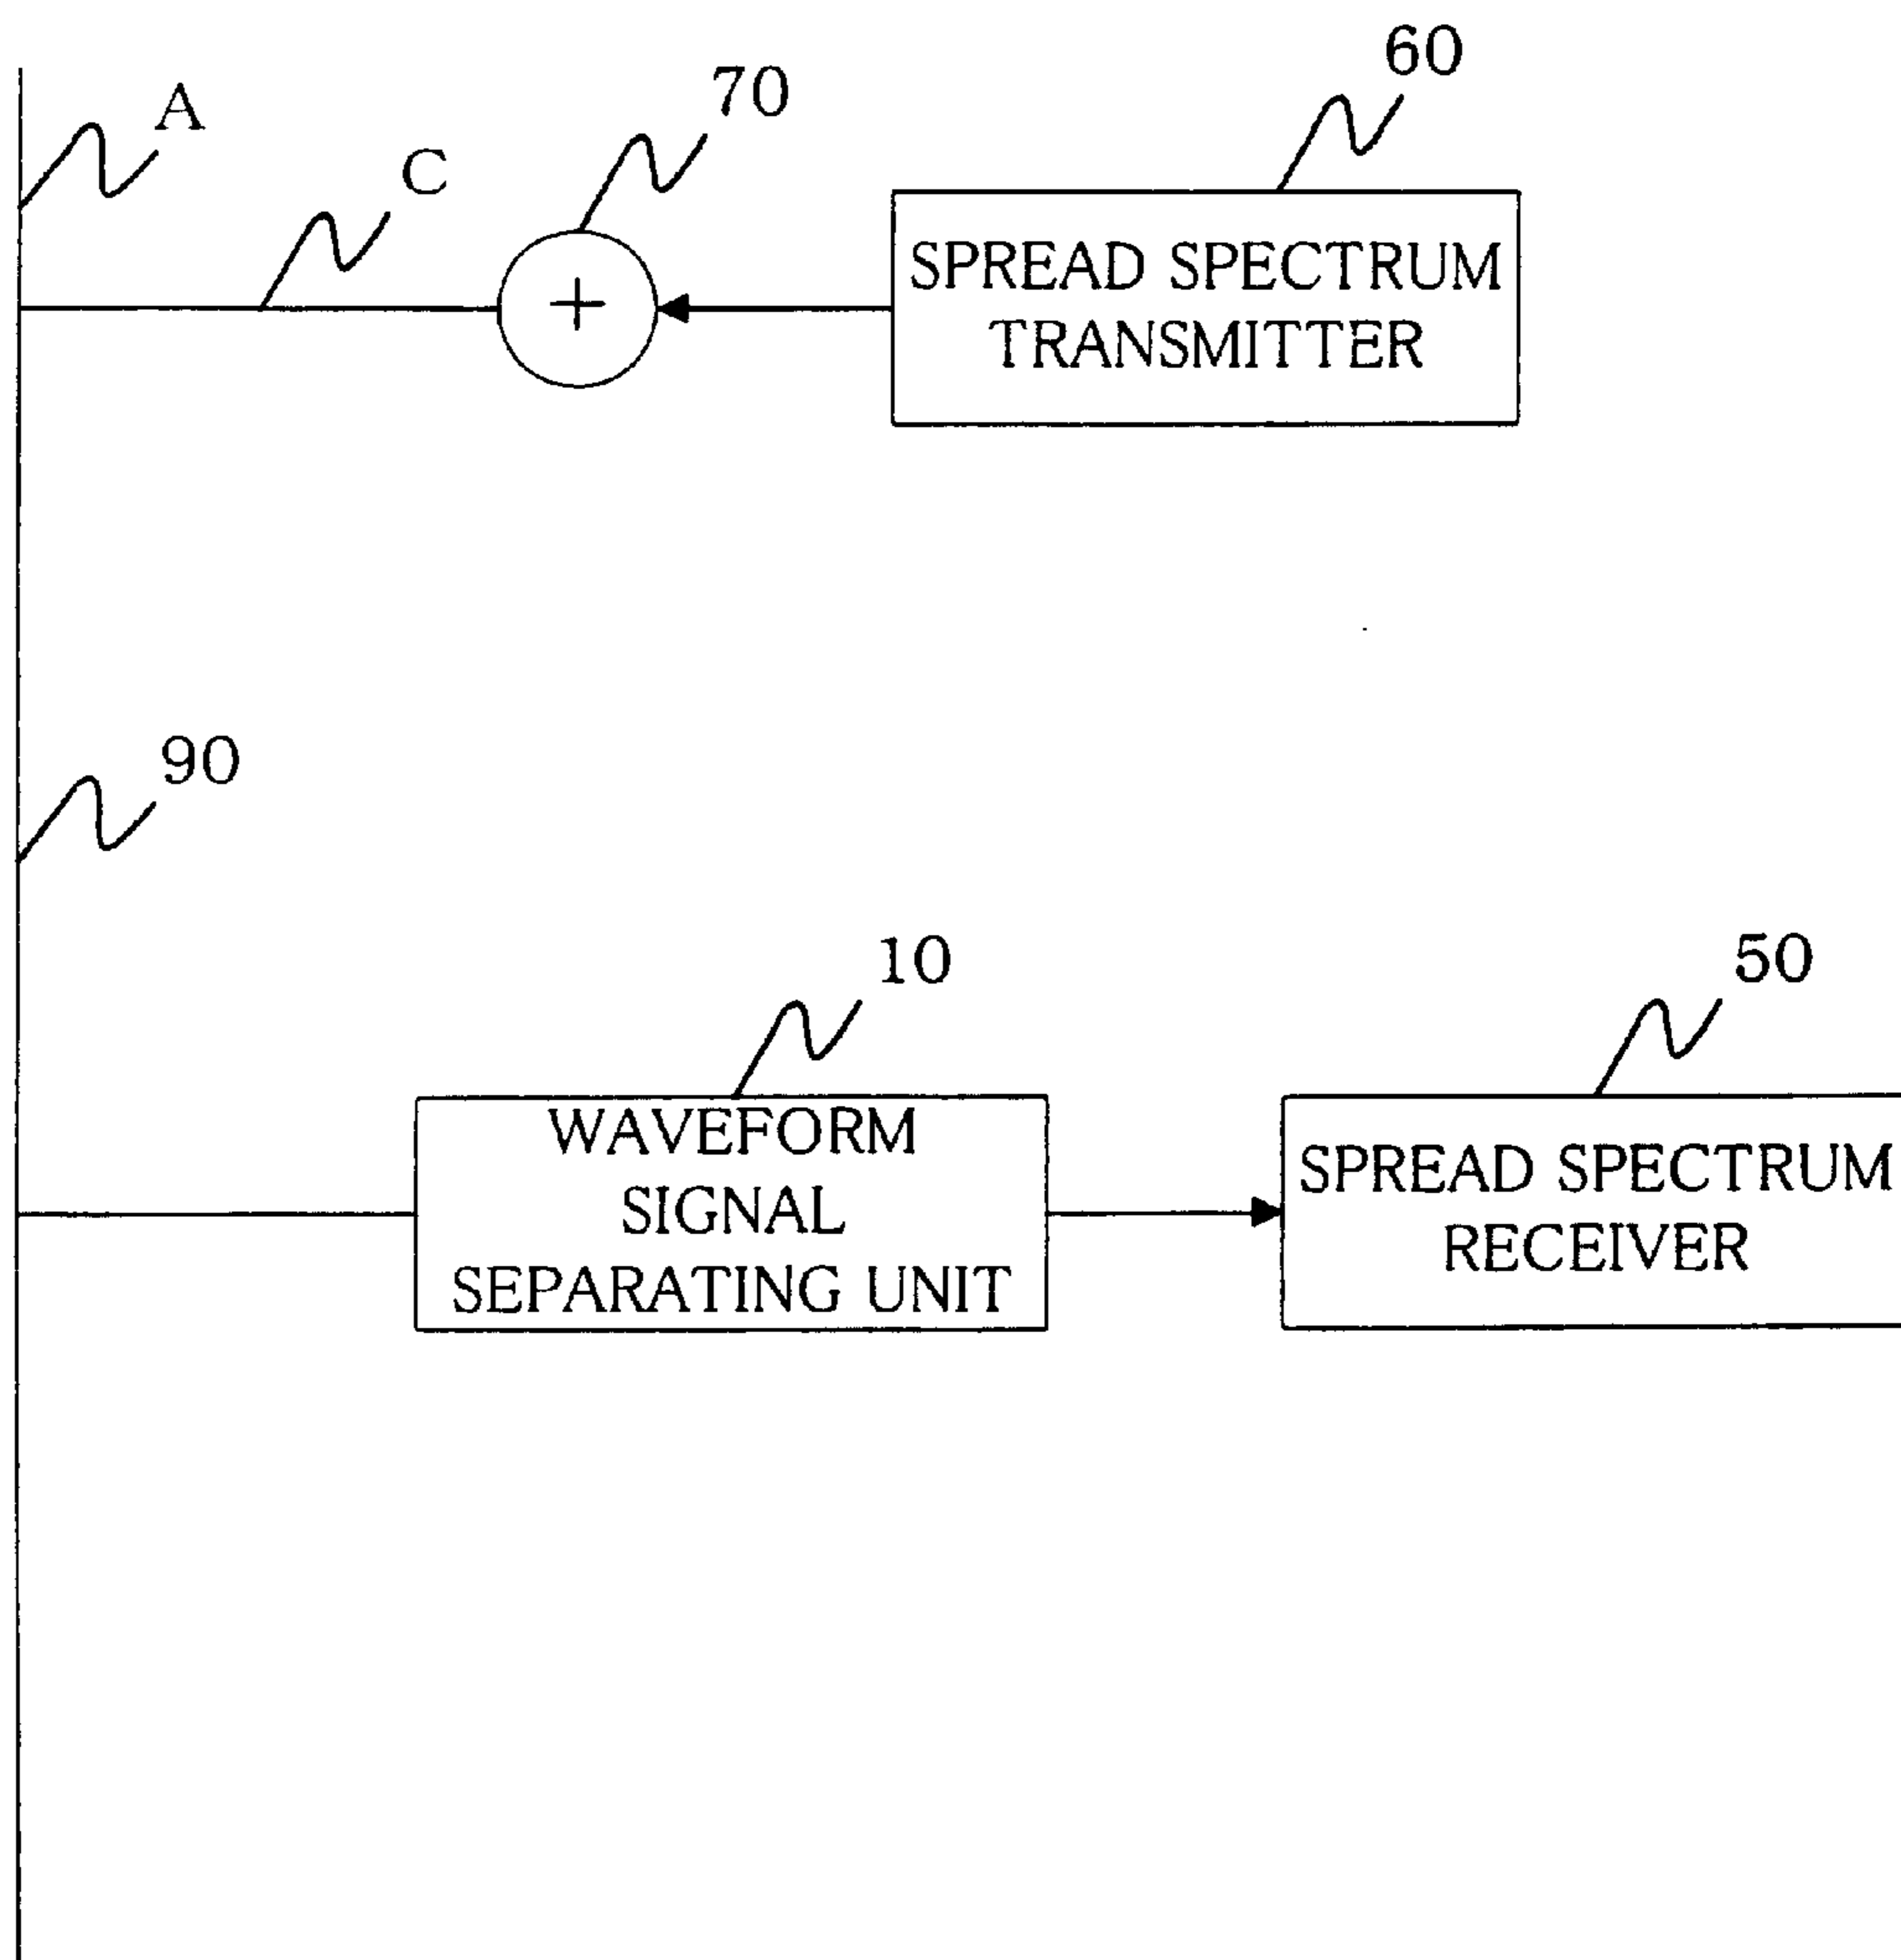 60
70
A
C
+
SPREAD SPECTRUM
TRANSMITTER
90
10
50
WAVEFORM
SIGNAL
SEPARATING UNIT
SPREAD SPECTRUM
RECEIVER